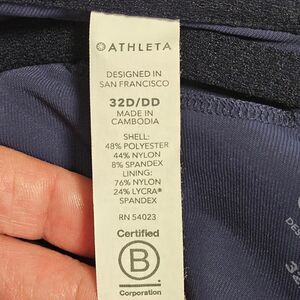 ATHLETA
DESIGNED IN
SAN FRANCISCO
32D/DD
MADE IN
CAMBODIA
SHELL:
48% POLYESTER
44% NYLON
8% SPANDEX
LINING:
76% NYLON
24% LYCRA®
SPANDEX
RN 54023
Certified
B
Corporation